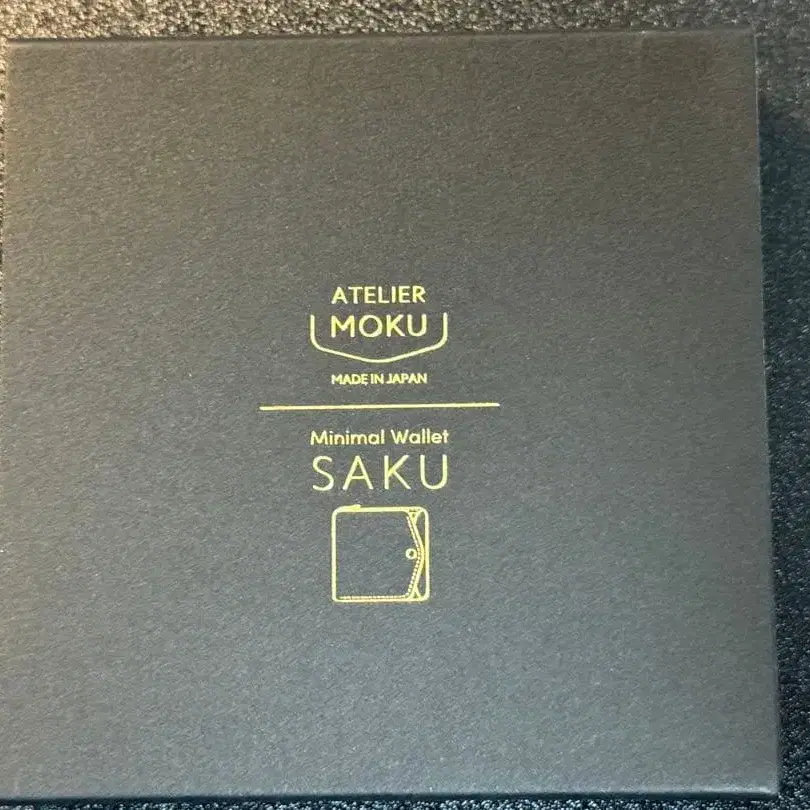 ATELIER
MOKU
MADE IN JAPAN
Minimal Wallet
SAKU